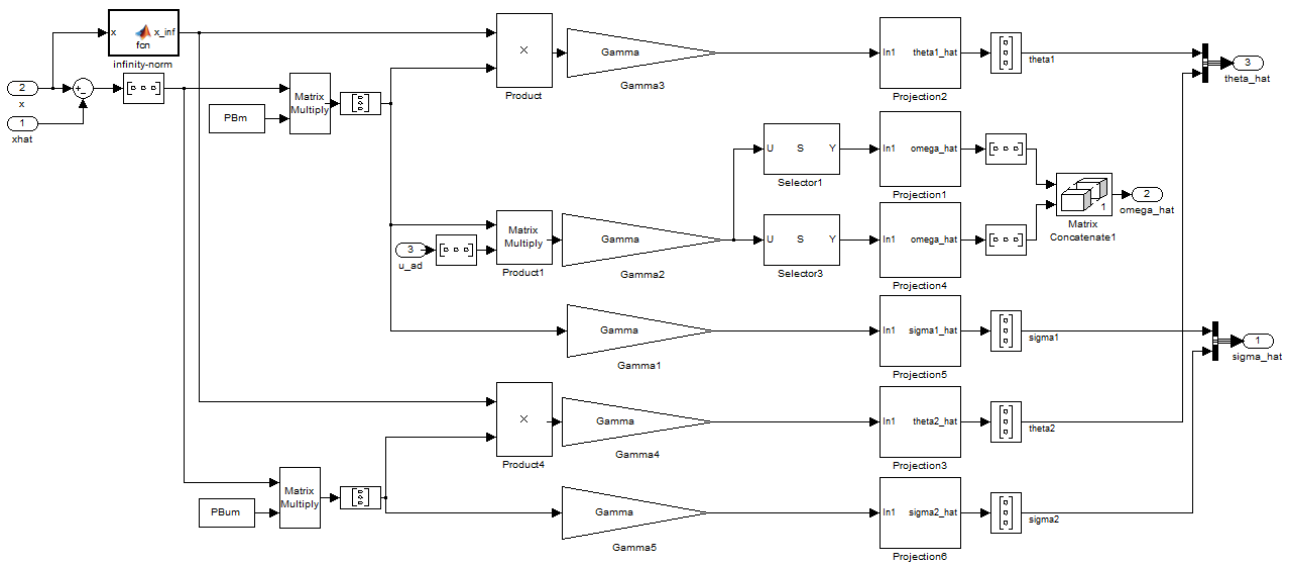 x
fcn
x_inf
infinity-norm
2
x
+
-
1
xhat
PBm
Matrix
Multiply
×
Product
Gamma
Gamma3
In1
theta1_hat
Projection2
theta1
3
theta_hat
U
S
Y
Selector1
In1
omega_hat
Projection1
3
u_ad
Matrix
Multiply
Product1
Gamma
Gamma2
U
S
Y
Selector3
In1
omega_hat
Projection4
1
Matrix
Concatenate1
2
omega_hat
Gamma
Gamma1
In1
sigma1_hat
Projection5
sigma1
1
sigma_hat
×
Product4
Gamma
Gamma4
In1
theta2_hat
Projection3
theta2
PBum
Matrix
Multiply
Gamma
Gamma5
In1
sigma2_hat
Projection6
sigma2